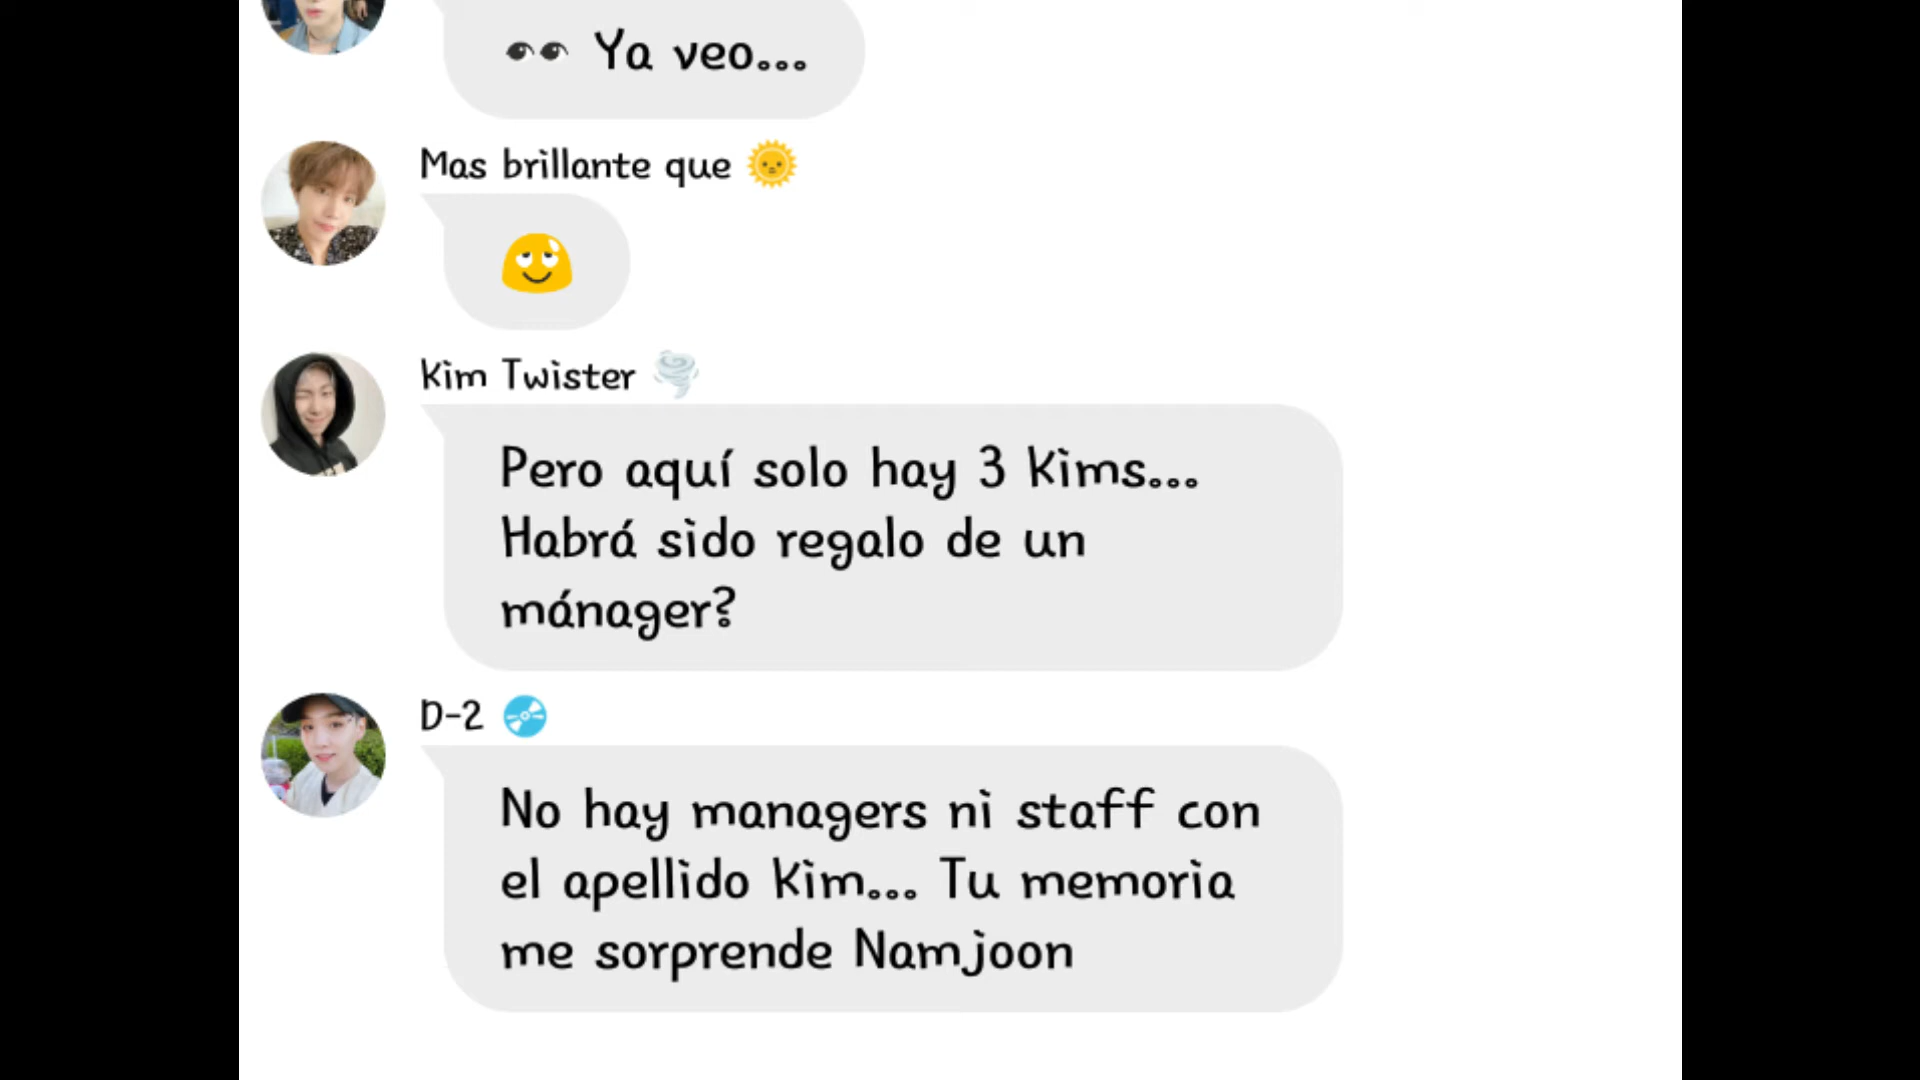 👀 Ya veo...
Mas brillante que 🌞
😌
Kim Twister 🌪️
Pero aquí solo hay 3 Kims...
Habrá sido regalo de un
mánager?
D-2 💿
No hay managers ni staff con
el apellido Kim... Tu memoria
me sorprende Namjoon